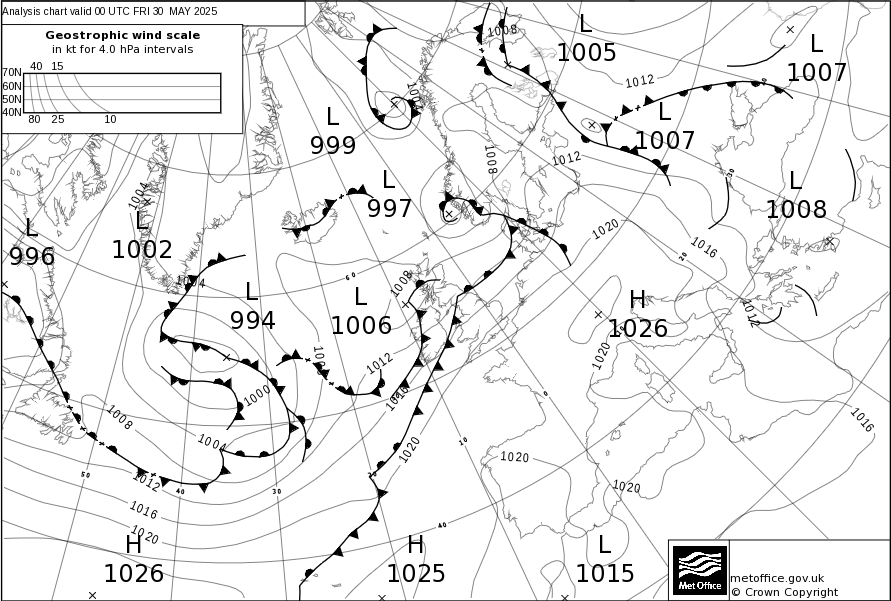 Analysis chart valid 00 UTC FRI 30 MAY 2025
Geostrophic wind scale
in kt for 4.0 hPa intervals
40 15
70N
60N
50N
40N
80 25 10
L
1005
L
1007
L
999
L
1007
L
997
L
1008
L
996
L
1002
L
994
L
1006
H
1026
H
1026
H
1025
L
1015
1008
1012
1012
1008
1004
1004
1020
1016
1008
1012
1020
1012
1016
1000
1004
1008
1012
1016
1020
1020
1020
1020
1016
60
50
40
30
20
10
0
40
Met Office
metoffice.gov.uk
© Crown Copyright